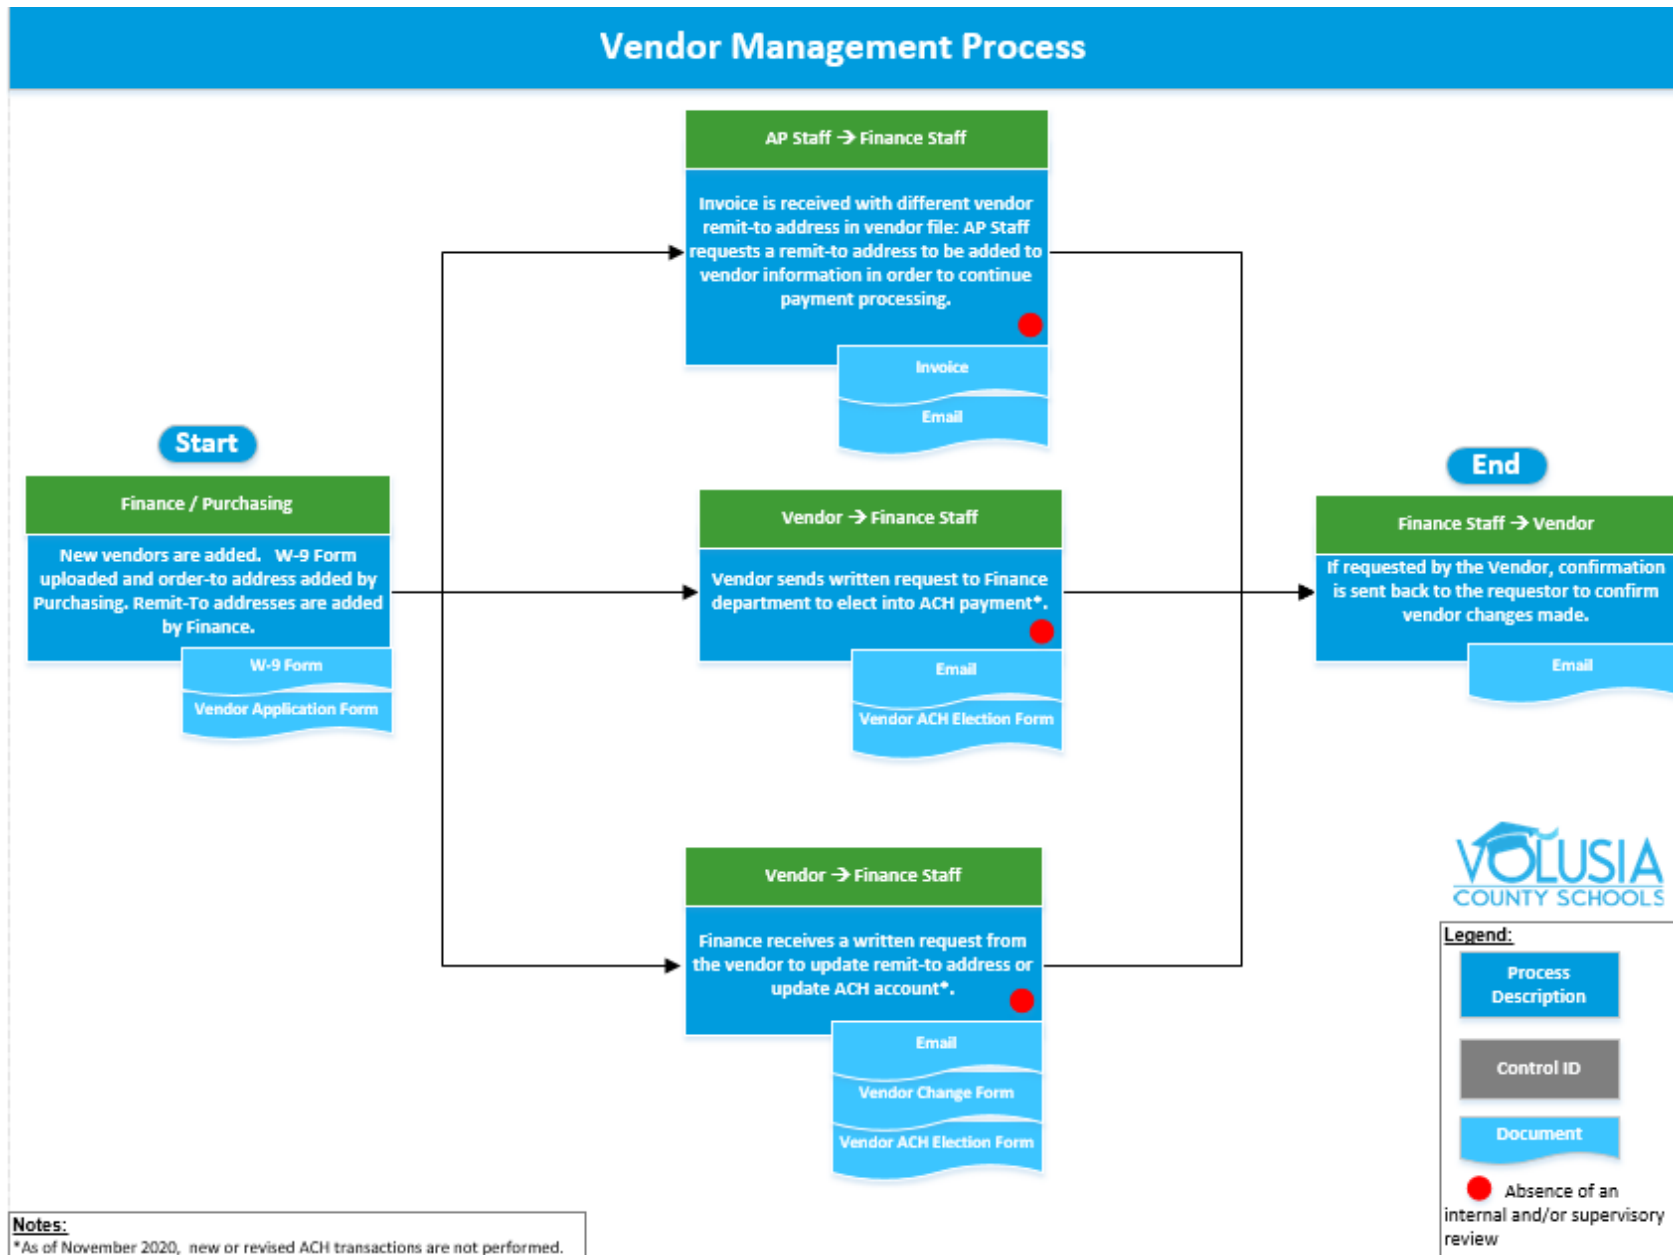 Vendor Management Process
AP Staff → Finance Staff
Invoice is received with different vendor
remit-to address in vendor file: AP Staff
requests a remit-to address to be added to
vendor information in order to continue
payment processing.
Invoice
Email
Start
Finance / Purchasing
New vendors are added. W-9 Form
uploaded and order-to address added by
Purchasing. Remit-To addresses are added
by Finance.
W-9 Form
Vendor Application Form
Vendor → Finance Staff
Vendor sends written request to Finance
department to elect into ACH payment*.
Email
Vendor ACH Election Form
Vendor → Finance Staff
Finance receives a written request from
the vendor to update remit-to address or
update ACH account*.
Email
Vendor Change Form
Vendor ACH Election Form
End
Finance Staff → Vendor
If requested by the Vendor, confirmation
is sent back to the requestor to confirm
vendor changes made.
Email
VOLUSIA
COUNTY SCHOOLS
Legend:
Process
Description
Control ID
Document
Absence of an
internal and/or supervisory
review
Notes:
*As of November 2020, new or revised ACH transactions are not performed.